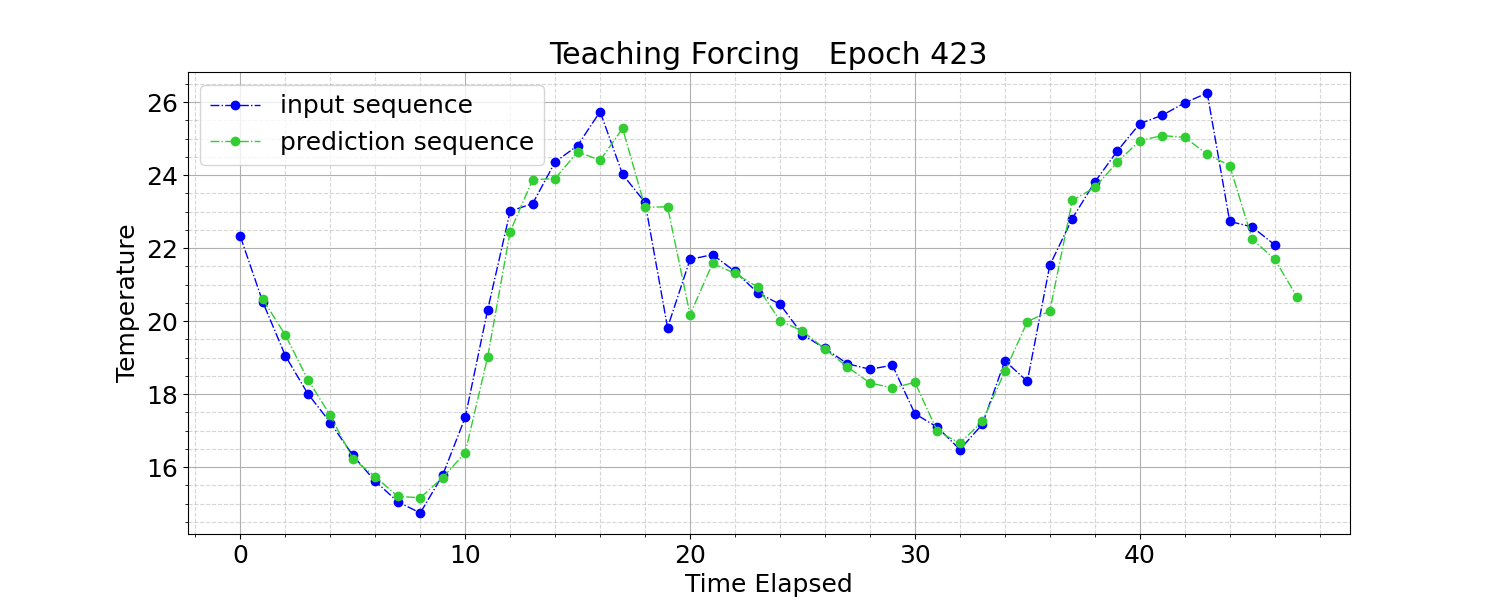 Teaching Forcing   Epoch 423
input sequence
prediction sequence
26
24
22
20
18
16
Temperature
0 10 20 30 40
Time Elapsed